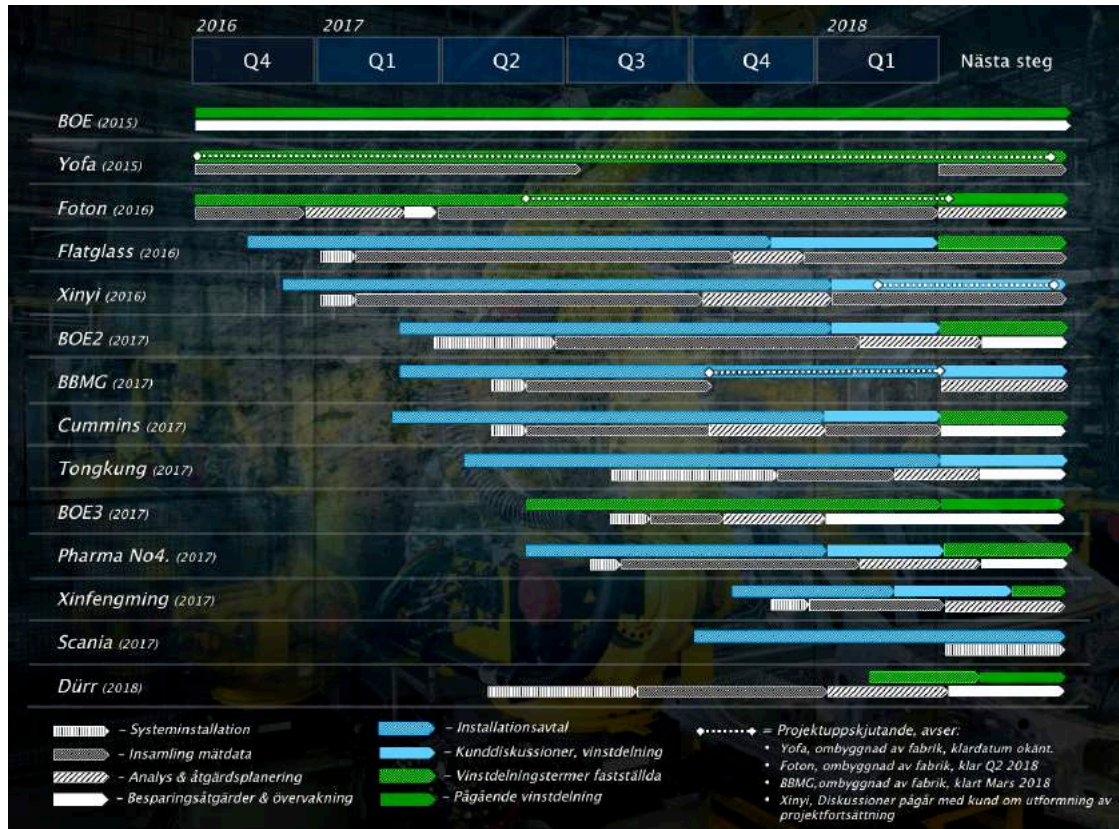 2016 2017 2018
Q4 Q1 Q2 Q3 Q4 Q1 Nästa steg
BOE (2015)
Yofa (2015)
Foton (2016)
Flatglass (2016)
Xinyi (2016)
BOE2 (2017)
BBMG (2017)
Cummins (2017)
Tongkung (2017)
BOE3 (2017)
Pharma No4. (2017)
Xinfengming (2017)
Scania (2017)
Dürr (2018)
– Systeminstallation
– Insamling mätdata
– Analys & åtgärdsplanering
– Besparingsåtgärder & övervakning
– Installationsavtal
– Kunddiskussioner, vinstdelning
– Vinstdelningstermer fastställda
– Pågående vinstdelning
= Projektuppskjutande, avser:
• Yofa, ombyggnad av fabrik, klardatum okänt.
• Foton, ombyggnad av fabrik, klar Q2 2018
• BBMG,ombyggnad av fabrik, klart Mars 2018
• Xinyi, Diskussioner pågår med kund om utformning av
projektfortsättning